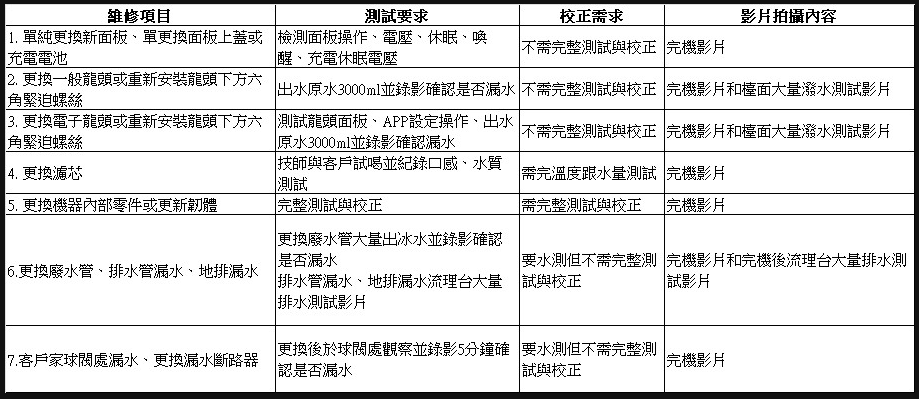 維修項目
測試要求
校正需求
影片拍攝內容
1. 單純更換新面板、單更換面板上蓋或
充電電池
檢測面板操作、電壓、休眠、喚
醒、充電休眠電壓
不需完整測試與校正
完機影片
2. 更換一般龍頭或重新安裝龍頭下方六
角緊迫螺絲
出水原水3000ml並錄影確認是否漏水
不需完整測試與校正
完機影片和檯面大量潑水測試影片
3. 更換電子龍頭或重新安裝龍頭下方六
角緊迫螺絲
測試龍頭面板、APP設定操作、出水
原水3000ml並錄影確認漏水
不需完整測試與校正
完機影片和檯面大量潑水測試影片
4. 更換濾芯
技師與客戶試喝並紀錄口感、水質
測試
需完溫度跟水量測試
完機影片
5. 更換機器內部零件或更新韌體
完整測試與校正
需完整測試與校正
完機影片
6.更換廢水管、排水管漏水、地排漏水
更換廢水管大量出冰水並錄影確認
是否漏水
排水管漏水、地排漏水流理台大量
排水測試影片
要水測但不需完整測
試與校正
完機影片和完機後流理台大量排水測
試影片
7.客戶家球閥處漏水、更換漏水斷路器
更換後於球閥處觀察並錄影5分鐘確
認是否漏水
要水測但不需完整測
試與校正
完機影片